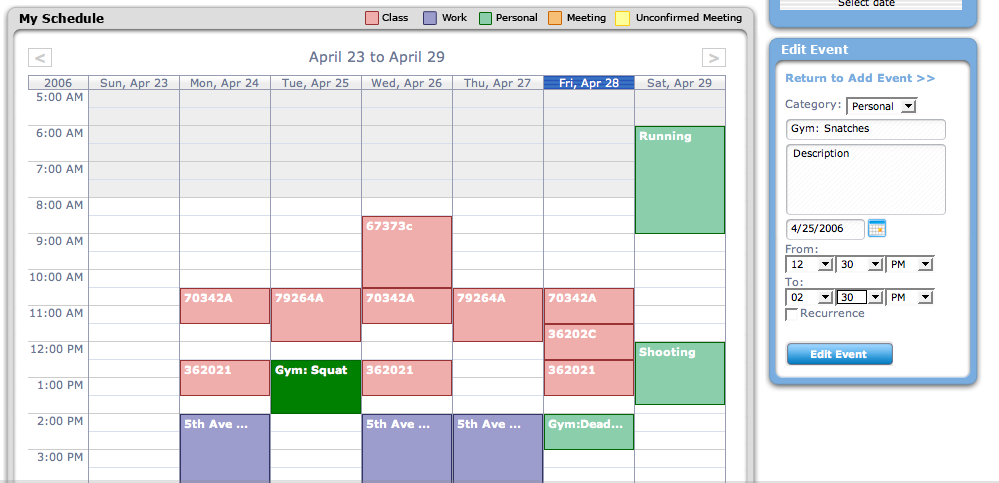 Select date
My Schedule
Class Work Personal Meeting Unconfirmed Meeting
Edit Event
< April 23 to April 29 >
Return to Add Event >>
2006 Sun, Apr 23 Mon, Apr 24 Tue, Apr 25 Wed, Apr 26 Thu, Apr 27 Fri, Apr 28 Sat, Apr 29
5:00 AM
Category: Personal
6:00 AM
Running
Gym: Snatches
Description
7:00 AM
8:00 AM
67373c
4/25/2006
9:00 AM
From:
12 30 PM
10:00 AM
To:
70342A 79264A 70342A 79264A 70342A
02 30 PM
11:00 AM
Recurrence
36202C
12:00 PM
Shooting
Edit Event
362021 Gym: Squat 362021 362021
1:00 PM
2:00 PM
5th Ave ... 5th Ave ... 5th Ave ... Gym:Dead...
3:00 PM